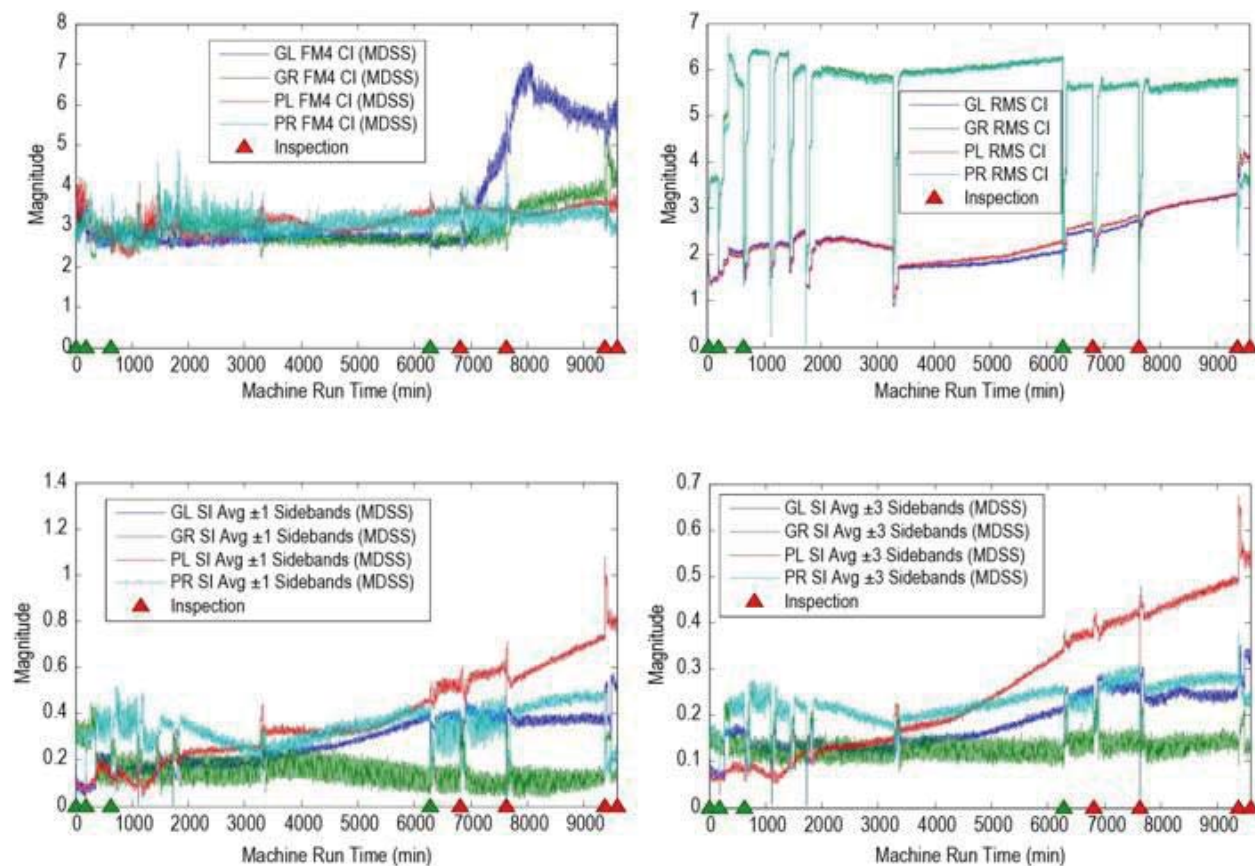 8
7
6
5
4
3
2
1
0
Magnitude
GL FM4 CI (MDSS)
GR FM4 CI (MDSS)
PL FM4 CI (MDSS)
PR FM4 CI (MDSS)
Inspection
0 1000 2000 3000 4000 5000 6000 7000 8000 9000
Machine Run Time (min)
7
6
5
4
3
2
1
0
Magnitude
GL RMS CI
GR RMS CI
PL RMS CI
PR RMS CI
Inspection
0 1000 2000 3000 4000 5000 6000 7000 8000 9000
Machine Run Time (min)
1.4
1.2
1
0.8
0.6
0.4
0.2
0
Magnitude
GL SI Avg ±1 Sidebands (MDSS)
GR SI Avg ±1 Sidebands (MDSS)
PL SI Avg ±1 Sidebands (MDSS)
PR SI Avg ±1 Sidebands (MDSS)
Inspection
0 1000 2000 3000 4000 5000 6000 7000 8000 9000
Machine Run Time (min)
0.7
0.6
0.5
0.4
0.3
0.2
0.1
0
Magnitude
GL SI Avg ±3 Sidebands (MDSS)
GR SI Avg ±3 Sidebands (MDSS)
PL SI Avg ±3 Sidebands (MDSS)
PR SI Avg ±3 Sidebands (MDSS)
Inspection
0 1000 2000 3000 4000 5000 6000 7000 8000 9000
Machine Run Time (min)